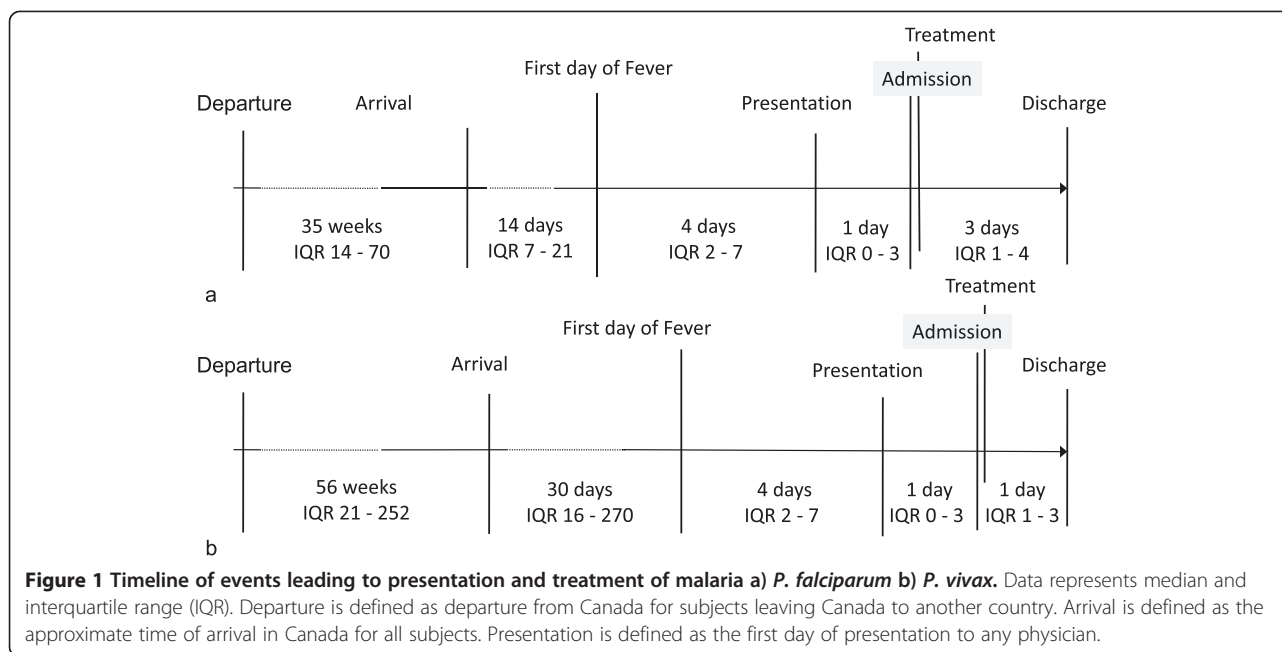 Treatment
First day of Fever
Admission
Departure
Arrival
Presentation
Discharge
35 weeks
IQR 14 - 70
14 days
IQR 7 - 21
4 days
IQR 2 - 7
1 day
IQR 0 - 3
3 days
IQR 1 - 4
a
Treatment
First day of Fever
Admission
Departure
Arrival
Presentation
Discharge
56 weeks
IQR 21 - 252
30 days
IQR 16 - 270
4 days
IQR 2 - 7
1 day
IQR 0 - 3
1 day
IQR 1 - 3
b
Figure 1 Timeline of events leading to presentation and treatment of malaria a) P. falciparum b) P. vivax. Data represents median and
interquartile range (IQR). Departure is defined as departure from Canada for subjects leaving Canada to another country. Arrival is defined as the
approximate time of arrival in Canada for all subjects. Presentation is defined as the first day of presentation to any physician.